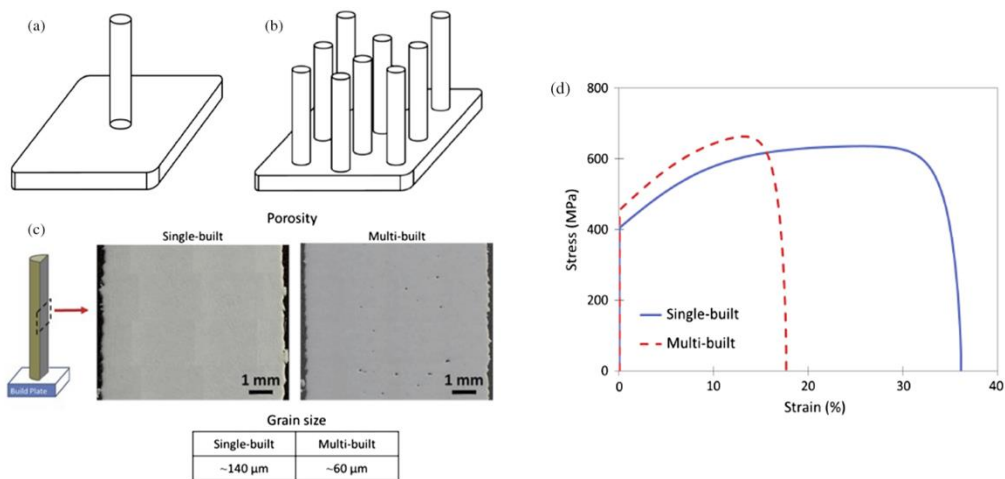 (a)
(b)
(c)
Porosity
Single-built
Multi-built
Build Plate
1 mm
1 mm
Grain size
Single-built Multi-built
~140 µm ~60 µm
(d)
800
600
400
200
0
Stress (MPa)
Single-built
Multi-built
0 10 20 30 40
Strain (%)